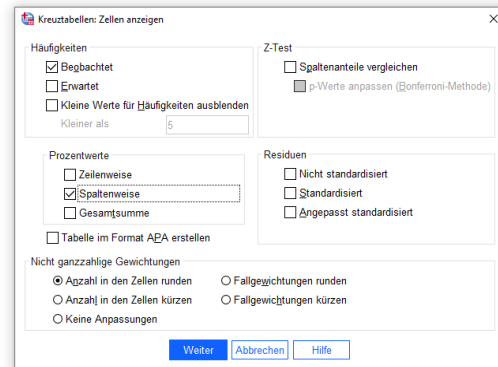 Kreuztabellen: Zellen anzeigen
Häufigkeiten
Beobachtet
Erwartet
Kleine Werte für Häufigkeiten ausblenden
Kleiner als 5
Z-Test
Spaltenanteile vergleichen
p-Werte anpassen (Bonferroni-Methode)
Prozentwerte
Zeilenweise
Spaltenweise
Gesamtsumme
Residuen
Nicht standardisiert
Standardisiert
Angepasst standardisiert
Tabelle im Format APA erstellen
Nicht ganzzahlige Gewichtungen
Anzahl in den Zellen runden Fallgewichtungen runden
Anzahl in den Zellen kürzen Fallgewichtungen kürzen
Keine Anpassungen
Weiter Abbrechen Hilfe